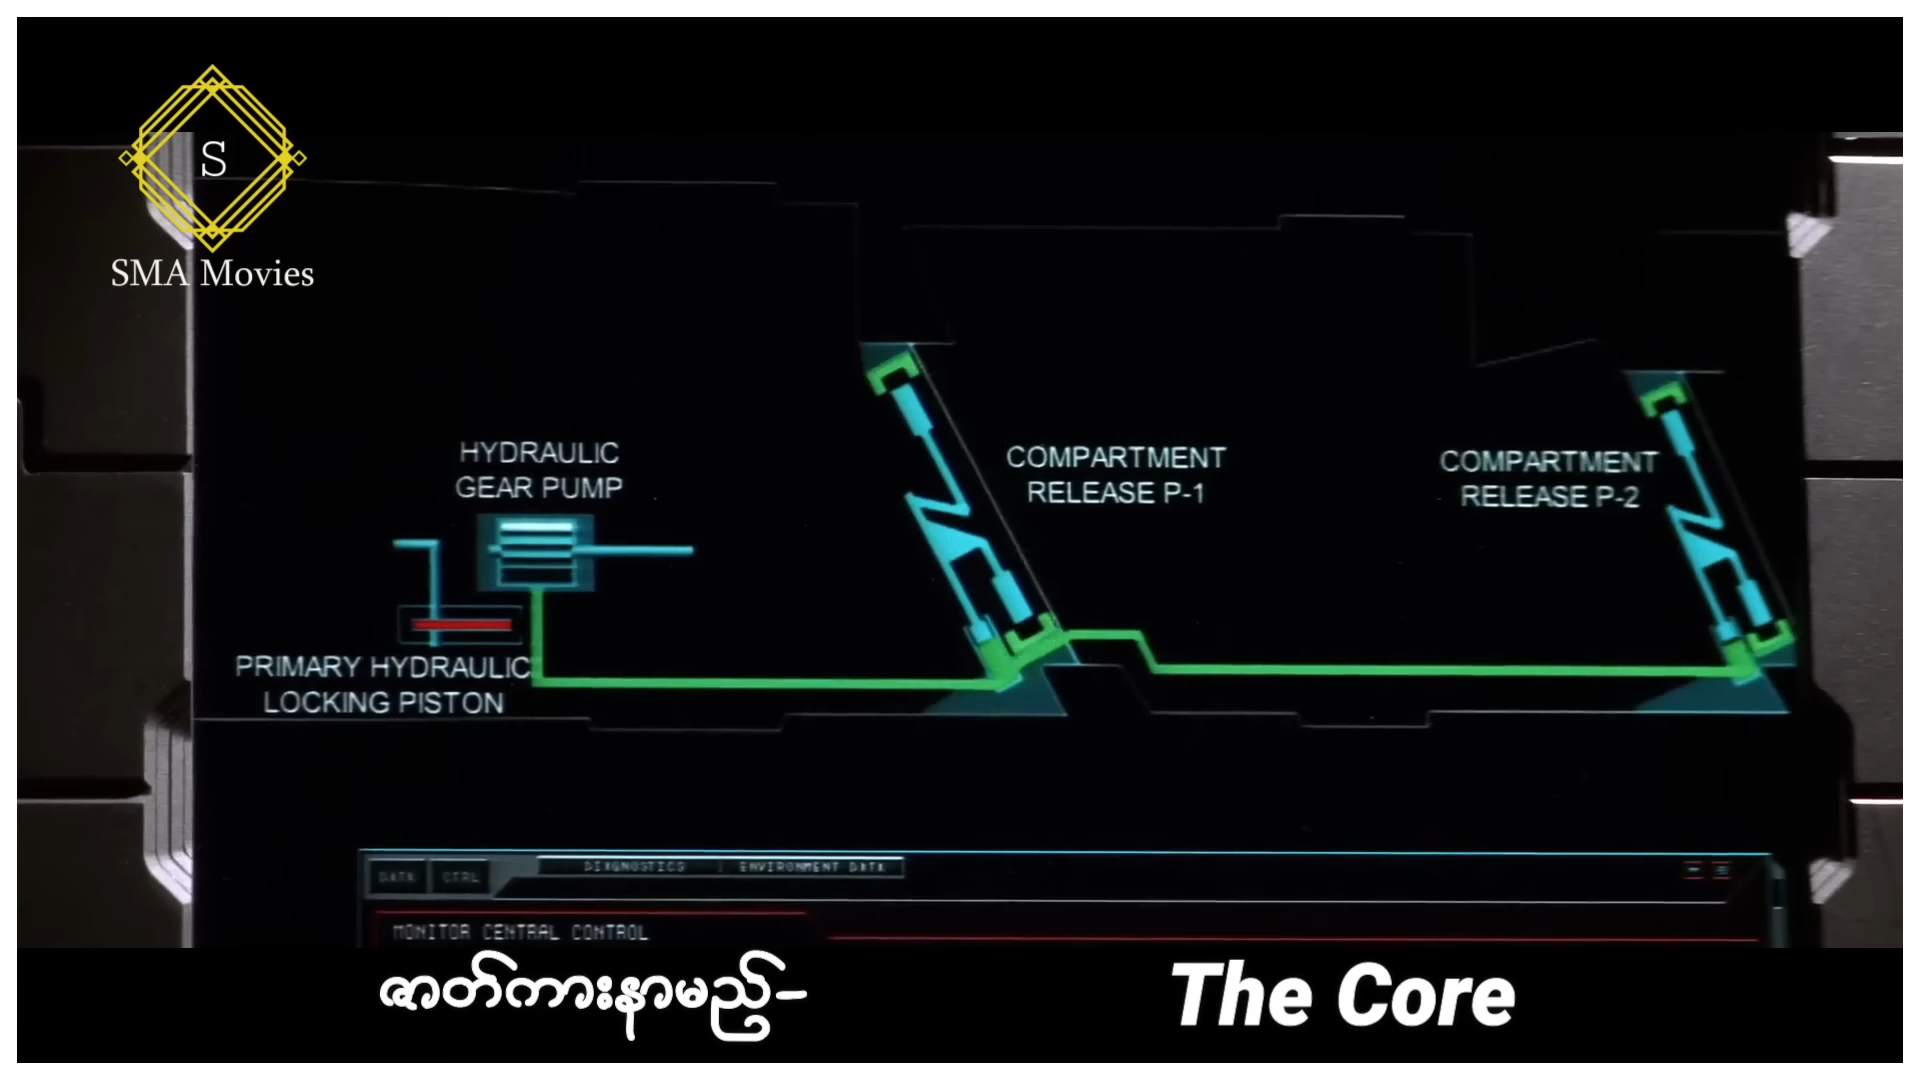 S
SMA Movies
HYDRAULIC
GEAR PUMP
COMPARTMENT
RELEASE P-1
COMPARTMENT
RELEASE P-2
PRIMARY HYDRAULIC
LOCKING PISTON
DIAGNOSTICS | ENVIRONMENT DATA
DATA CTRL
MONITOR CENTRAL CONTROL
ဇာတ်ကားနာမည်-
The Core